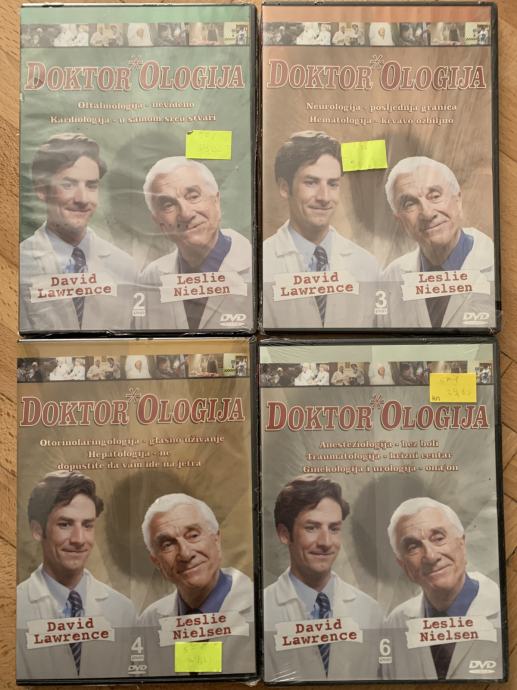 DOKTOR*OLOGIJA
Oftalmologija - neviđeno
Kardiologija - u samom srcu stvari
David
Lawrence
Leslie
Nielsen
2
DVD
DOKTOR*OLOGIJA
Neurologija - posljednja granica
Hematologija - krvavo ozbiljno
David
Lawrence
Leslie
Nielsen
3
DVD
DOKTOR*OLOGIJA
Otorinolaringologija - glasno uživanje
Hepatologija - ne
dopustite da vam ide na jetra
David
Lawrence
Leslie
Nielsen
4
DVD
DOKTOR*OLOGIJA
Anesteziologija - bez boli
Traumatologija - krizni centar
Ginekologija i urologija - ona/on
David
Lawrence
Leslie
Nielsen
6
DVD